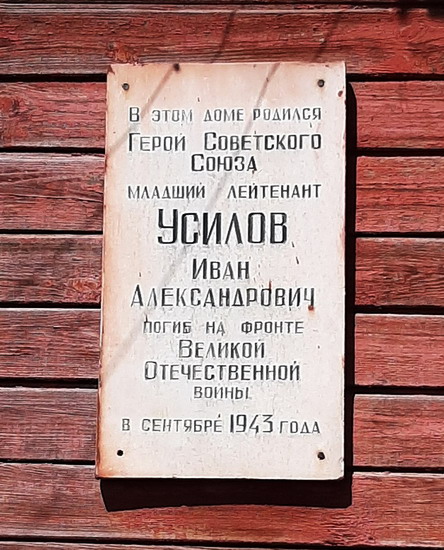 В ЭТОМ ДОМЕ РОДИЛСЯ
ГЕРОЙ СОВЕТСКОГО
СОЮЗА
МЛАДШИЙ ЛЕЙТЕНАНТ
УСИЛОВ
ИВАН
АЛЕКСАНДРОВИЧ
ПОГИБ НА ФРОНТЕ
ВЕЛИКОЙ
ОТЕЧЕСТВЕННОЙ
ВОЙНЫ
В СЕНТЯБРЕ 1943 ГОДА